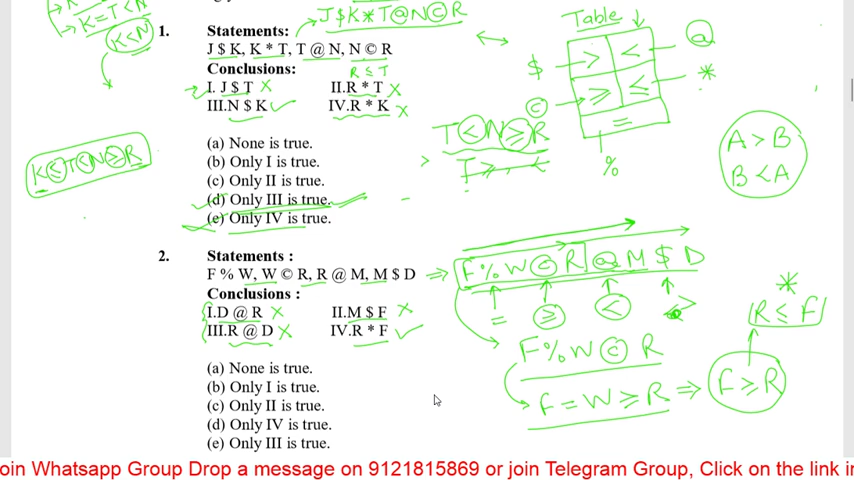 K=T<N
K<N
J$K*T@N©R
1.
Statements:
J $ K, K * T, T @ N, N © R
Conclusions:
R ≤ T
I. J $ T X
II.R * T X
III.N $ K ✓
IV.R * K X
(a) None is true.
(b) Only I is true.
(c) Only II is true.
(d) Only III is true.
(e) Only IV is true.
K≤T<N≥R
Table
$ > < @
© ≥ ≤ *
=
%
T<N≥R
A > B
B < A
2.
Statements :
F % W, W © R, R @ M, M $ D
Conclusions :
I.D @ R X
II.M $ F X
III.R @ D X
IV.R * F ✓
(a) None is true.
(b) Only I is true.
(c) Only II is true.
(d) Only IV is true.
(e) Only III is true.
⇒ F%W©R@M$D
= ≥ < >
F%W©R
F=W≥R ⇒ F≥R
*
R ≤ F
oin Whatsapp Group Drop a message on 9121815869 or join Telegram Group, Click on the link i